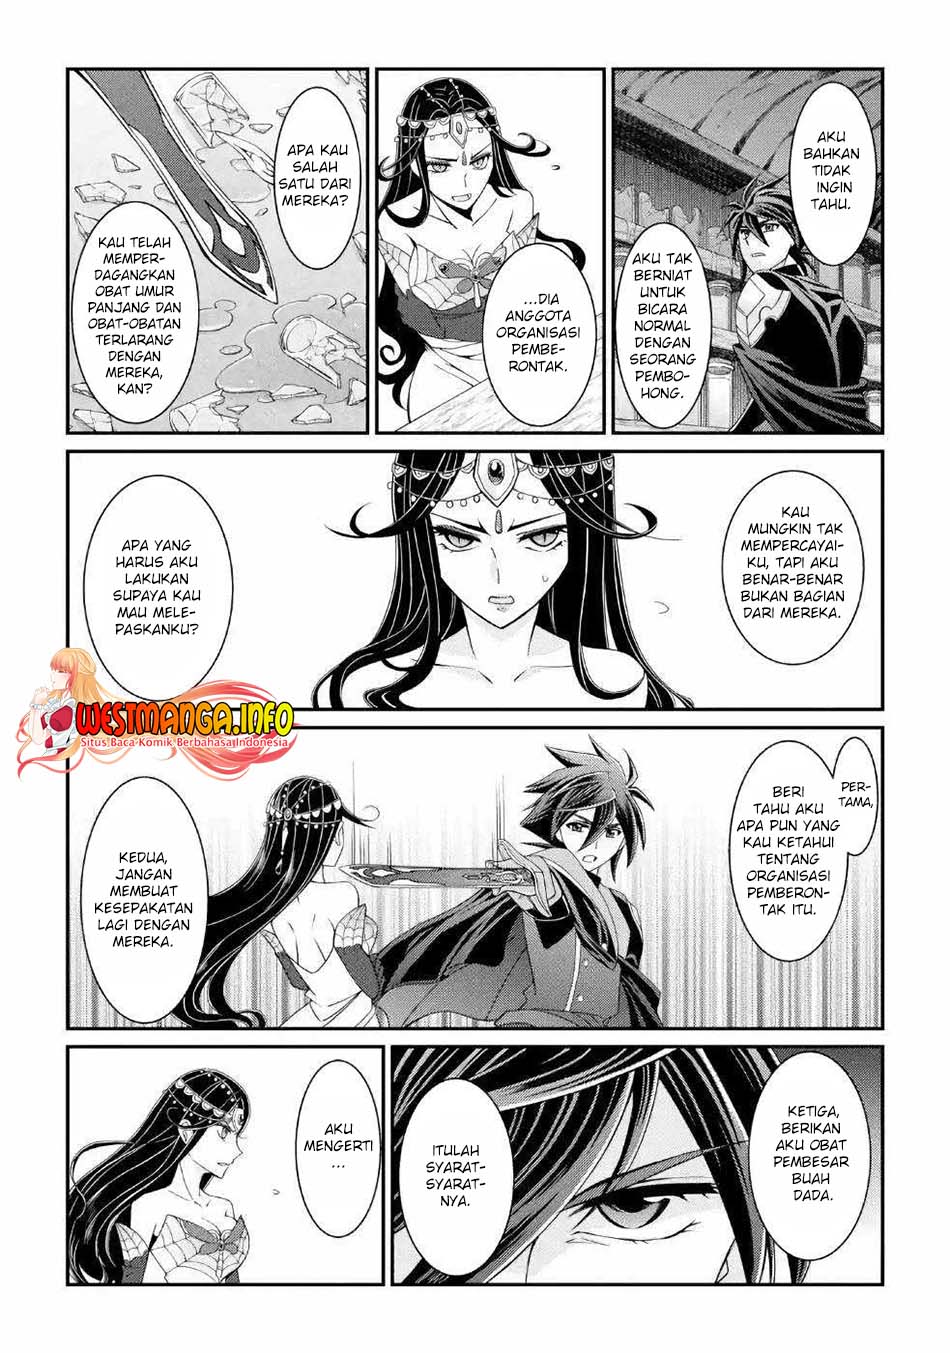 AKU
BAHKAN
TIDAK
INGIN
TAHU.
AKU TAK
BERNIAT
UNTUK
BICARA
NORMAL
DENGAN
SEORANG
PEMBO-
HONG.
...DIA
ANGGOTA
ORGANISASI
PEMBE-
RONTAK.
APA KAU
SALAH
SATU DARI
MEREKA?
KAU TELAH
MEMPER-
DAGANGKAN
OBAT UMUR
PANJANG DAN
OBAT-OBATAN
TERLARANG
DENGAN
MEREKA,
KAN?
KAU
MUNGKIN TAK
MEMPERCAYAI-
KU, TAPI AKU
BENAR-BENAR
BUKAN BAGIAN
DARI MEREKA.
APA YANG
HARUS AKU
LAKUKAN
SUPAYA KAU
MAU MELE-
PASKANKU?
WESTMANGA.INFO
Situs Baca Komik Berbahasa Indonesia
PER-
TAMA,
BERI
TAHU AKU
APA PUN YANG
KAU KETAHUI
TENTANG
ORGANISASI
PEMBERON-
TAK ITU.
KEDUA,
JANGAN
MEMBUAT
KESEPAKATAN
LAGI DENGAN
MEREKA.
KETIGA,
BERIKAN
AKU OBAT
PEMBESAR
BUAH
DADA.
ITULAH
SYARAT-
SYARAT-
NYA.
AKU
MENGERTI
...